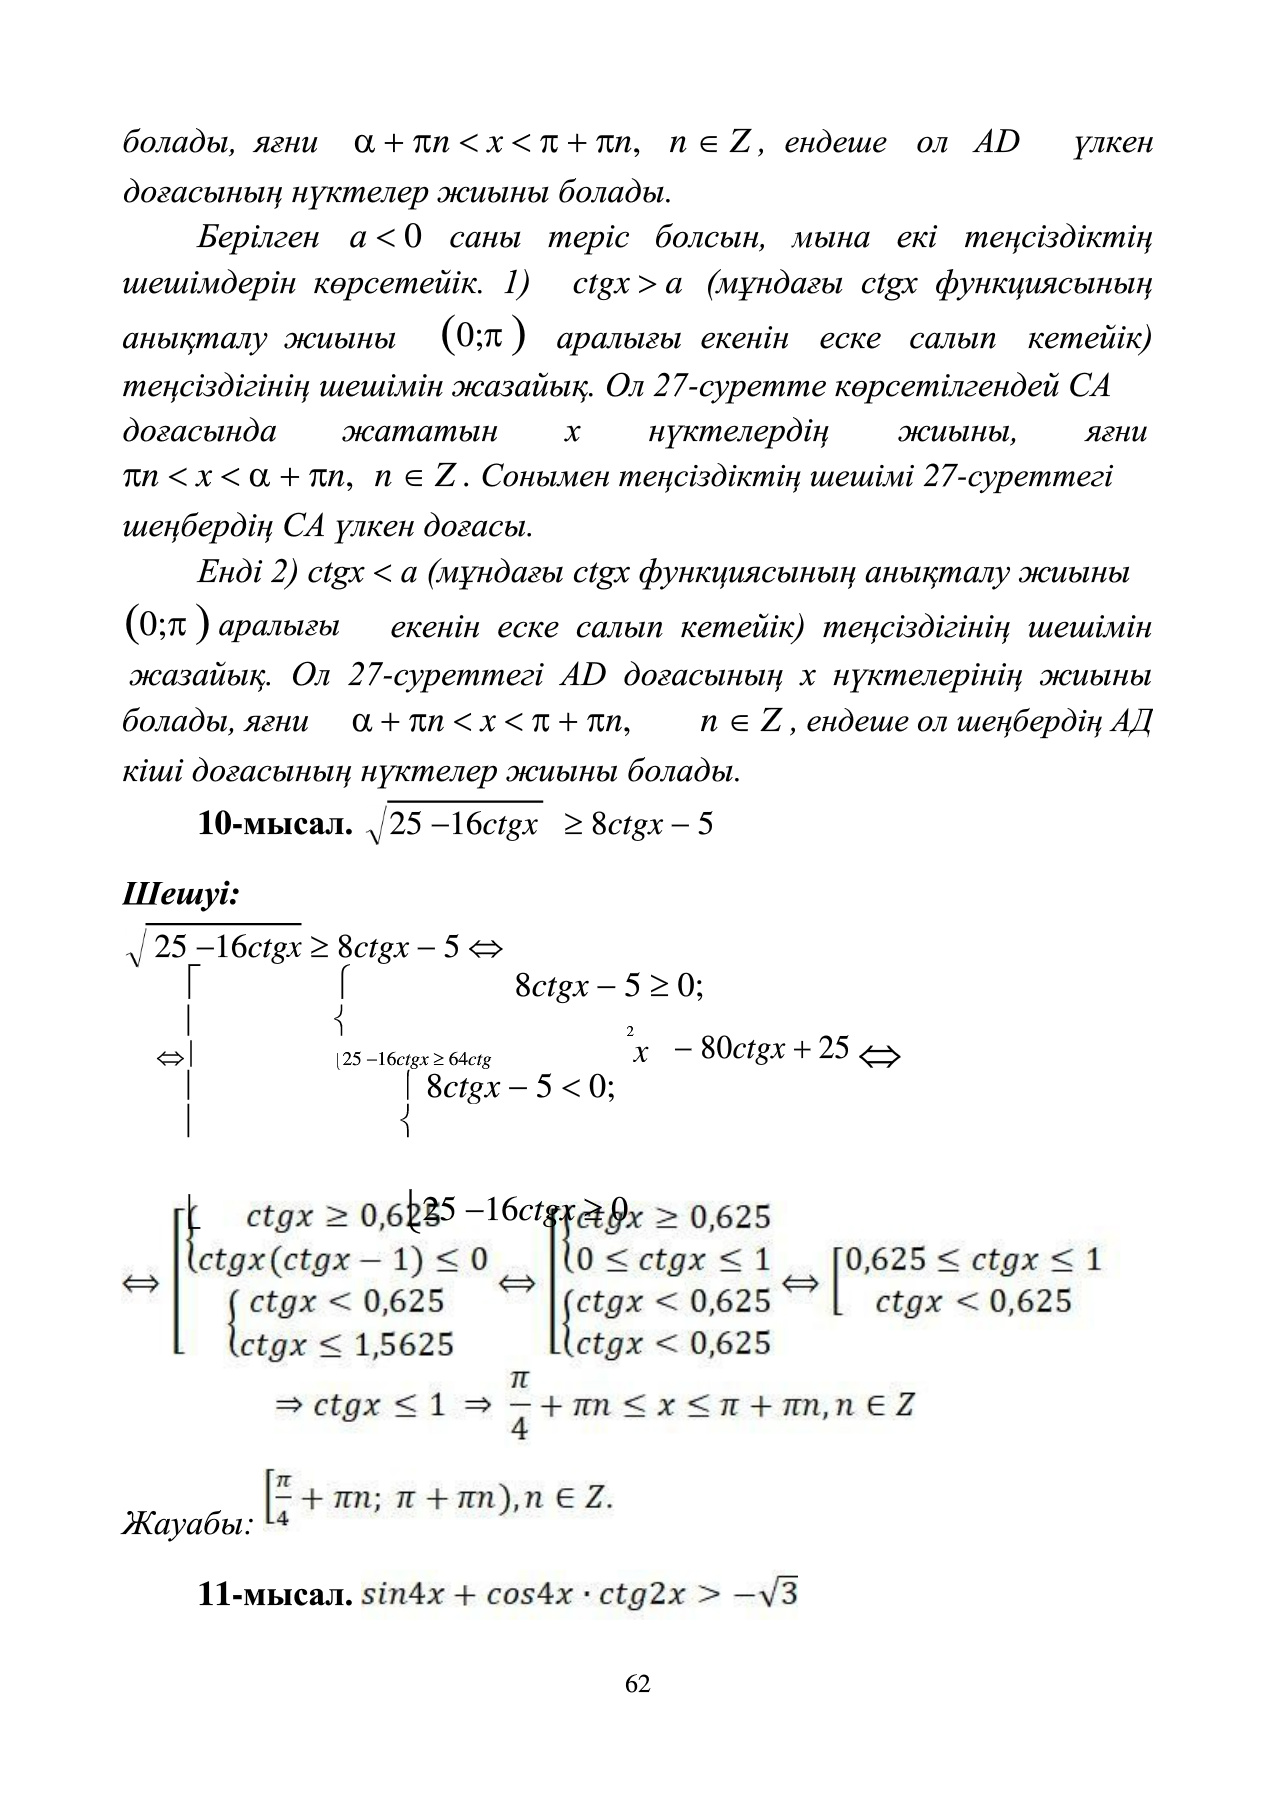 болады, яғни α + πn < x < π + πn, n ∈ Z, ендеше ол AD үлкен
доғасының нүктелер жиыны болады.
Берілген a < 0 саны теріс болсын, мына екі теңсіздіктің
шешімдерін көрсетейік. 1) ctgx > a (мұндағы ctgx функциясының
анықталу жиыны (0;π) аралығы екенін еске салып кетейік)
теңсіздігінің шешімін жазайық. Ол 27-суретте көрсетілгендей CA
доғасында жататын x нүктелердің жиыны, яғни
πn < x < α + πn, n ∈ Z. Сонымен теңсіздіктің шешімі 27-суреттегі
шеңбердің CA үлкен доғасы.
Енді 2) ctgx < a (мұндағы ctgx функциясының анықталу жиыны
(0;π) аралығы екенін еске салып кетейік) теңсіздігінің шешімін
жазайық. Ол 27-суреттегі AD доғасының x нүктелерінің жиыны
болады, яғни α + πn < x < π + πn, n ∈ Z, ендеше ол шеңбердің АД
кіші доғасының нүктелер жиыны болады.
10-мысал. √25 −16ctgx ≥ 8ctgx − 5
Шешуі:
√25 −16ctgx ≥ 8ctgx − 5 ⇔
8ctgx − 5 ≥ 0;
⇔ 25 −16ctgx ≥ 64ctg ² x − 80ctgx + 25 ⇔
8ctgx − 5 < 0;
25 −16ctgx ≥ 0
⇔ [ { ctgx ≥ 0,625 [ { ctgx ≥ 0,625
{ ctgx(ctgx − 1) ≤ 0 ⇔ { 0 ≤ ctgx ≤ 1 ⇔ [ 0,625 ≤ ctgx ≤ 1
{ ctgx < 0,625 { ctgx < 0,625 ctgx < 0,625
{ ctgx ≤ 1,5625 { ctgx < 0,625
⇒ ctgx ≤ 1 ⇒ π/4 + πn ≤ x ≤ π + πn, n ∈ Z
Жауабы: [π/4 + πn; π + πn), n ∈ Z.
11-мысал. sin4x + cos4x · ctg2x > −√3
62